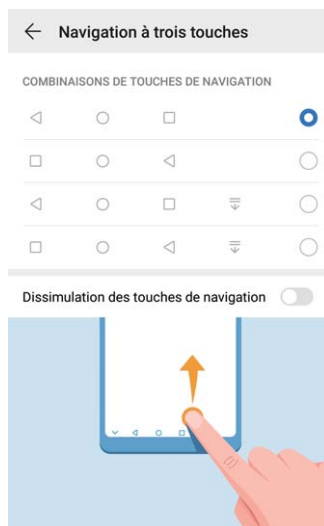 Navigation à trois touches
COMBINAISONS DE TOUCHES DE NAVIGATION
Dissimulation des touches de navigation